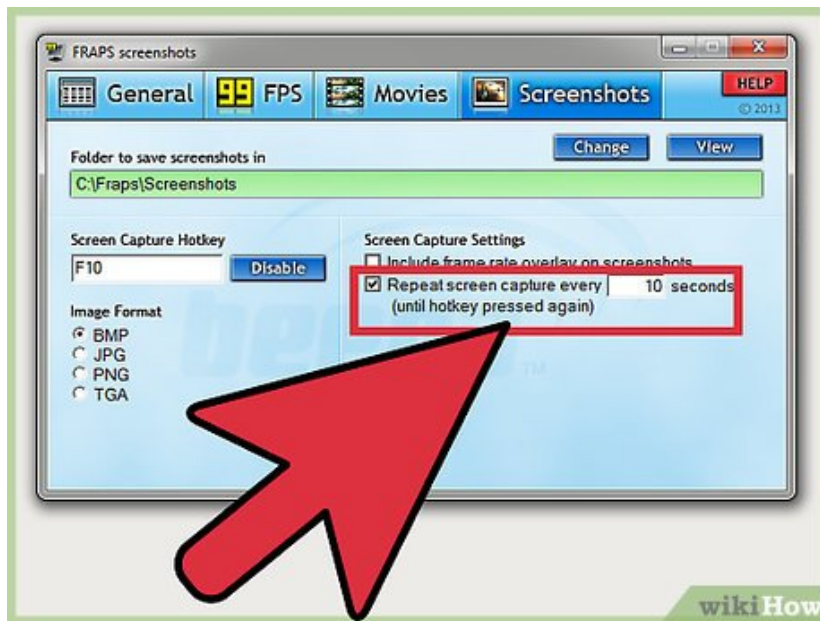 FRAPS screenshots
General
FPS
Movies
Screenshots
HELP
© 2013
Folder to save screenshots in
Change
View
C:\Fraps\Screenshots
Screen Capture Hotkey
F10
Disable
Image Format
BMP
JPG
PNG
TGA
Screen Capture Settings
Include frame rate overlay on screenshots
Repeat screen capture every 10 seconds
(until hotkey pressed again)
TM
wikiHow